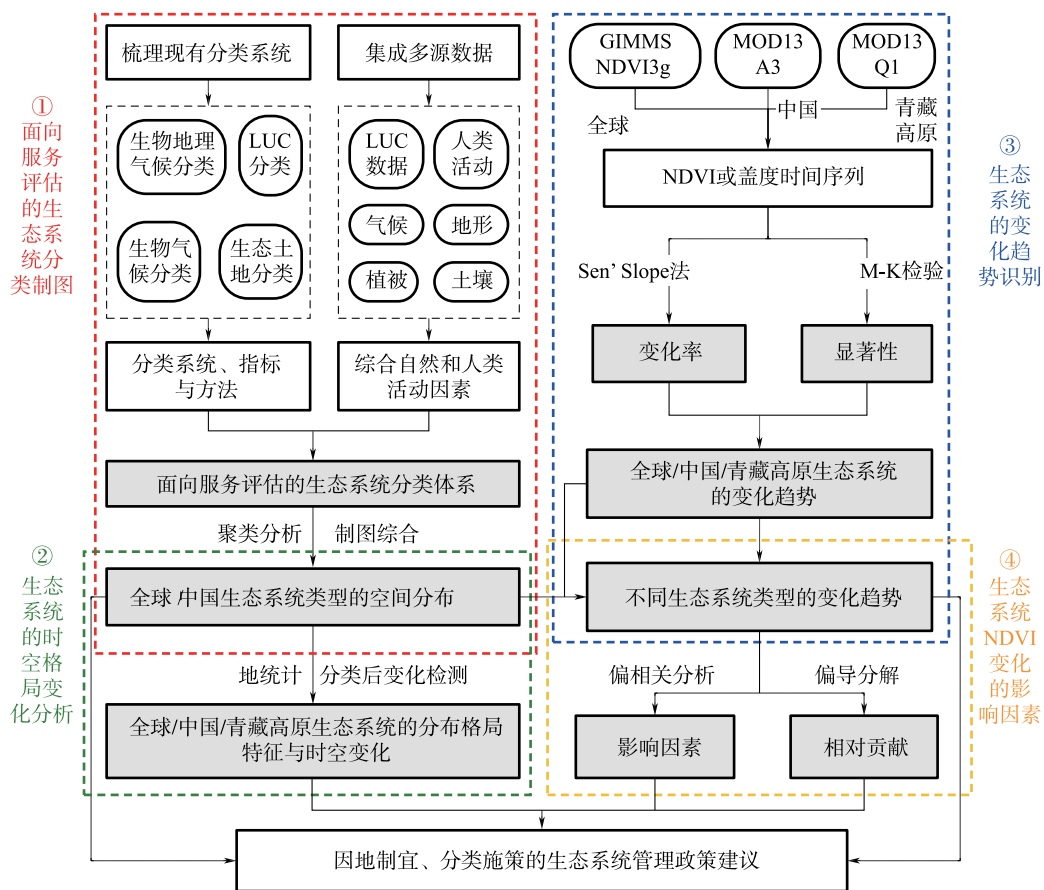 ①
面向
服务
评估
的生
态系
统分
类制图
梳理现有分类系统
集成多源数据
生物地理
气候分类
LUC
分类
生物气
候分类
生态土
地分类
LUC
数据
人类
活动
气候
地形
植被
土壤
分类系统、指标
与方法
综合自然和人类
活动因素
面向服务评估的生态系统分类体系
聚类分析
制图综合
②
生态
系统
的时
空格
局变
化分析
全球/中国生态系统类型的空间分布
地统计
分类后变化检测
全球/中国/青藏高原生态系统的分布格局
特征与时空变化
GIMMS
NDVI3g
MOD13
A3
MOD13
Q1
全球
中国
青藏
高原
③
生态
系统
的变
化趋
势识别
NDVI或盖度时间序列
Sen’ Slope法
M-K检验
变化率
显著性
全球/中国/青藏高原生态系统
的变化趋势
不同生态系统类型的变化趋势
④
生态
系统
NDVI
变化
的影
响因素
偏相关分析
偏导分解
影响因素
相对贡献
因地制宜、分类施策的生态系统管理政策建议